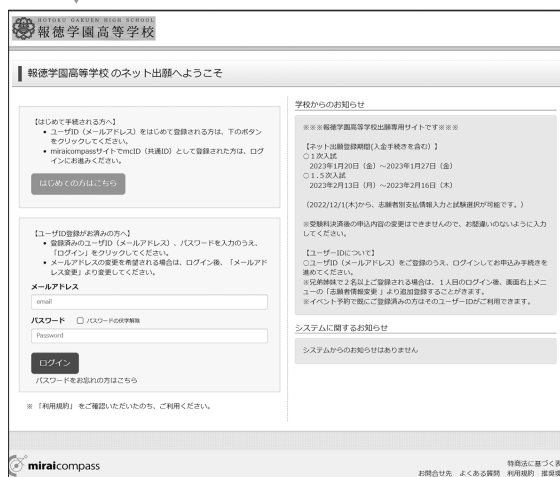 HOTOKU GAKUEN HIGH SCHOOL
報徳学園高等学校
報徳学園高等学校 のネット出願へようこそ
【はじめて手続される方へ】
• ユーザID（メールアドレス）をはじめて登録される方は、下のボタン
をクリックしてください。
• miraicompassサイトでmcID（共通ID）として登録された方は、ログ
インにお進みください。
はじめての方はこちら
【ユーザID登録がお済みの方へ】
• 登録済みのユーザID（メールアドレス）、パスワードを入力のうえ、
「ログイン」をクリックしてください。
• メールアドレスの変更を希望される場合は、ログイン後、「メールアド
レス変更」より変更してください。
メールアドレス
email
パスワード パスワードの伏字解除
Password
ログイン
パスワードをお忘れの方はこちら
※ 「利用規約」 をご確認いただいたのち、ご利用ください。
学校からのお知らせ
※※※報徳学園高等学校出願専用サイトです※※※
【ネット出願登録期間(入金手続きを含む）】
○１次入試
2023年1月20日（金）～2023年1月27日（金）
○１.５次入試
2023年2月13日（月）～2023年2月16日（木）
（2022/12/1(木)から、志願者別支払情報入力と試験選択が可能です。）
※受験料決済後の申込内容の変更はできませんので、お間違いのないように入力
してください。
【ユーザーIDについて】
○ユーザID（メールアドレス）をご登録のうえ、ログインしてお申込み手続きを
進めてください。
※兄弟姉妹で２名以上ご登録される場合は、１人目のログイン後、画面右上メニ
ューの「志願者情報変更」より追加登録することができます。
※イベント予約で既にご登録済みの方はそのユーザーIDがご利用できます。
システムに関するお知らせ
システムからのお知らせはありません
miraicompass
特商法に基づく表
お問合せ先 よくある質問 利用規約 推奨環